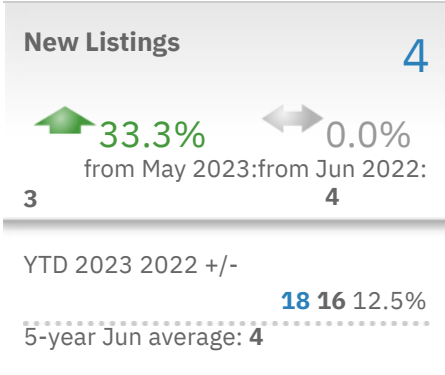 New Listings
4
33.3% 0.0%
from May 2023:from Jun 2022:
3 4
YTD 2023 2022 +/-
18 16 12.5%
5-year Jun average: 4